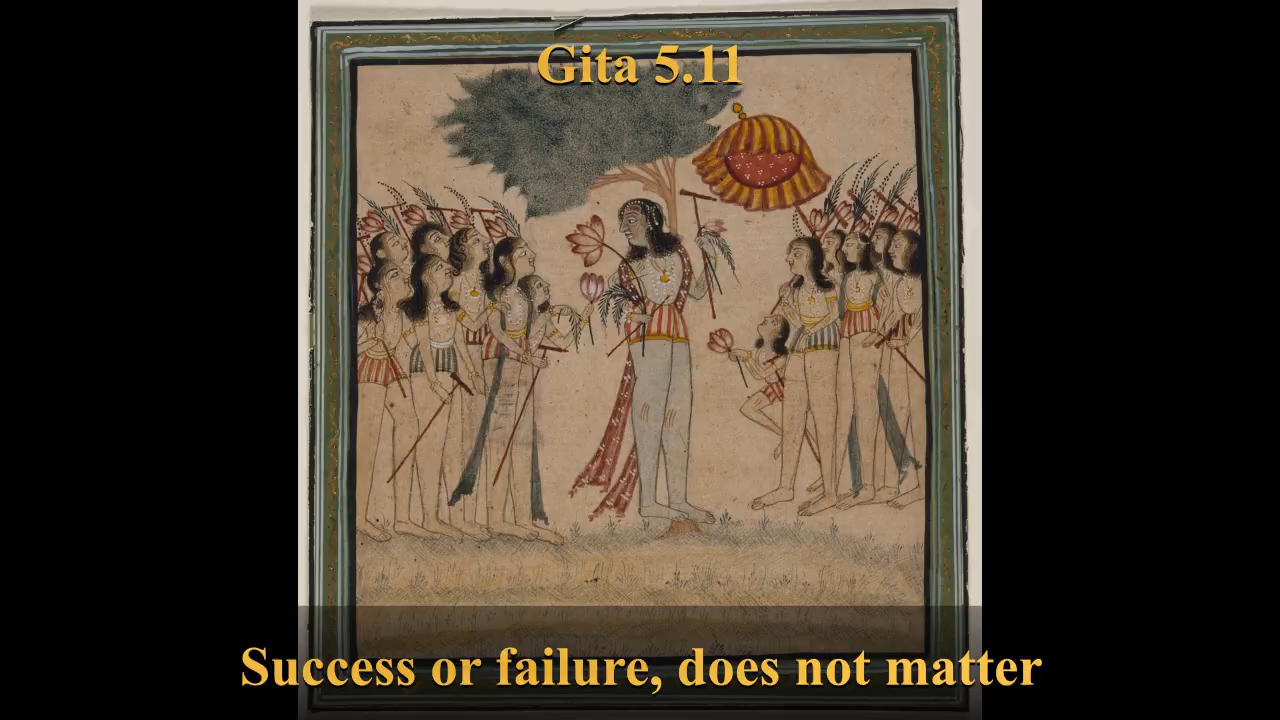 Gita 5.11
Success or failure, does not matter